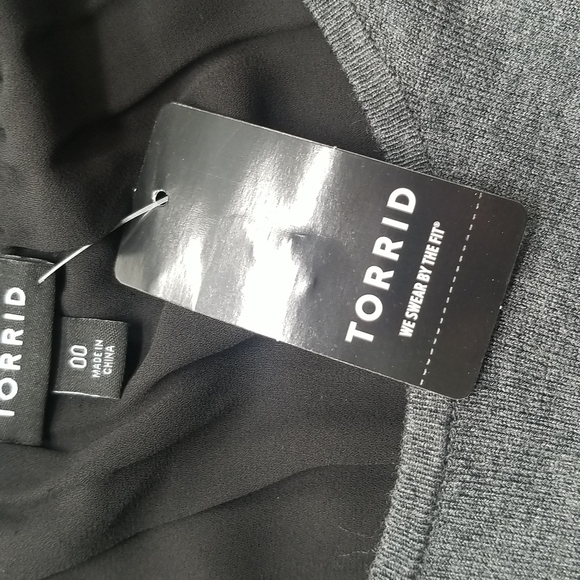 TORRID
WE SWEAR BY THE FIT®
TORRID
00
MADE IN
CHINA